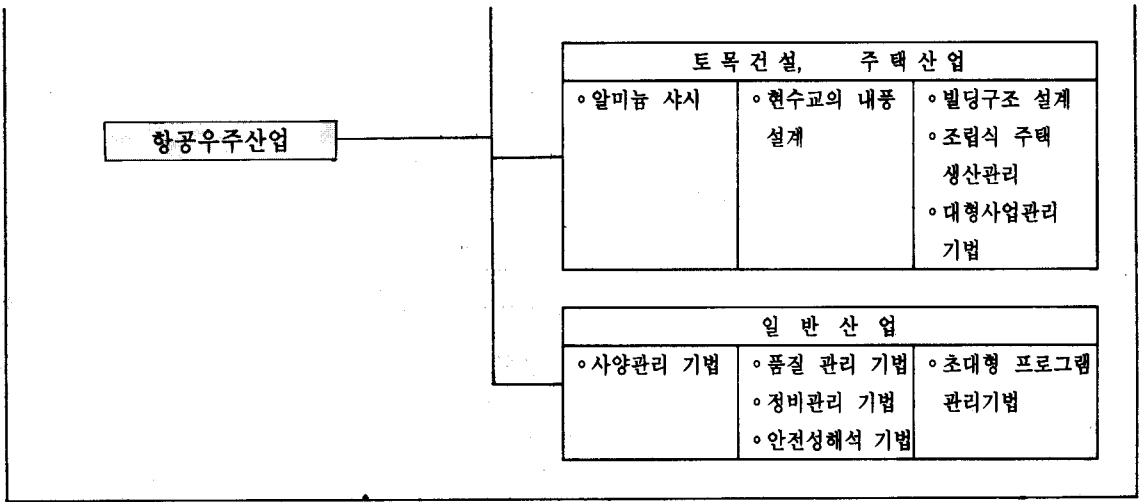 항공우주산업
토목건설, 주택산업
◦알미늄 샤시
◦현수교의 내풍
설계
◦빌딩구조 설계
◦조립식 주택
생산관리
◦대형사업관리
기법
일반산업
◦사양관리 기법
◦품질 관리 기법
◦정비관리 기법
◦안전성해석 기법
◦초대형 프로그램
관리기법